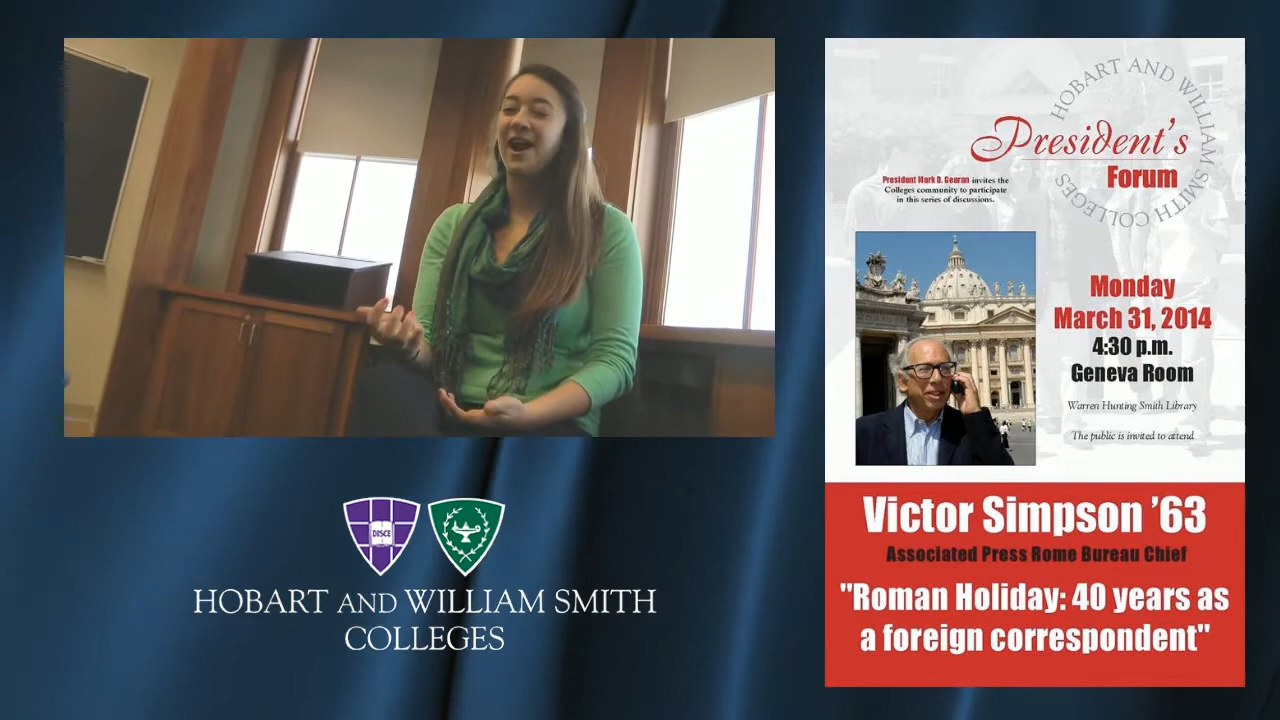 HOBART AND WILLIAM SMITH COLLEGES
President's
Forum
President Mark D. Gearan invites the
Colleges community to participate
in this series of discussions.
Monday
March 31, 2014
4:30 p.m.
Geneva Room
Warren Hunting Smith Library
The public is invited to attend
Victor Simpson ’63
Associated Press Rome Bureau Chief
"Roman Holiday: 40 years as
a foreign correspondent"
DISCE
HOBART AND WILLIAM SMITH
COLLEGES